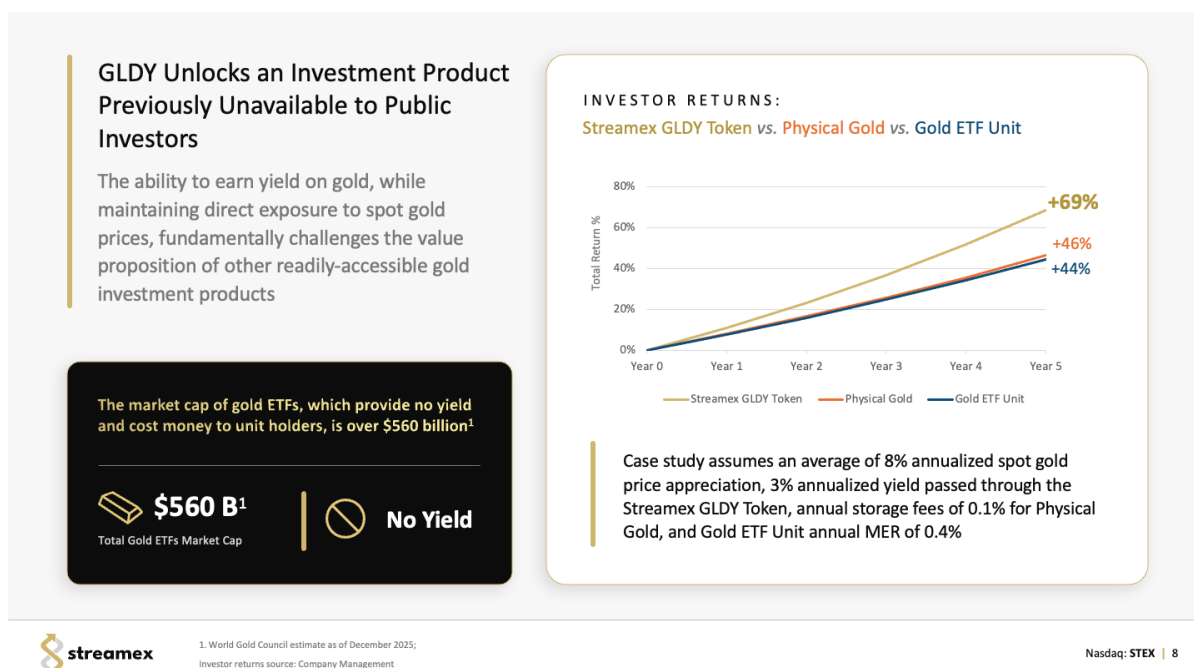 GLDY Unlocks an Investment Product
Previously Unavailable to Public
Investors
The ability to earn yield on gold, while
maintaining direct exposure to spot gold
prices, fundamentally challenges the value
proposition of other readily-accessible gold
investment products
The market cap of gold ETFs, which provide no yield
and cost money to unit holders, is over $560 billion¹
$560 B¹
Total Gold ETFs Market Cap
No Yield
INVESTOR RETURNS:
Streamex GLDY Token vs. Physical Gold vs. Gold ETF Unit
Total Return %
80%
60%
40%
20%
0%
+69%
+46%
+44%
Year 0
Year 1
Year 2
Year 3
Year 4
Year 5
Streamex GLDY Token
Physical Gold
Gold ETF Unit
Case study assumes an average of 8% annualized spot gold
price appreciation, 3% annualized yield passed through the
Streamex GLDY Token, annual storage fees of 0.1% for Physical
Gold, and Gold ETF Unit annual MER of 0.4%
streamex
1. World Gold Council estimate as of December 2025;
Investor returns source: Company Management
Nasdaq: STEX | 8